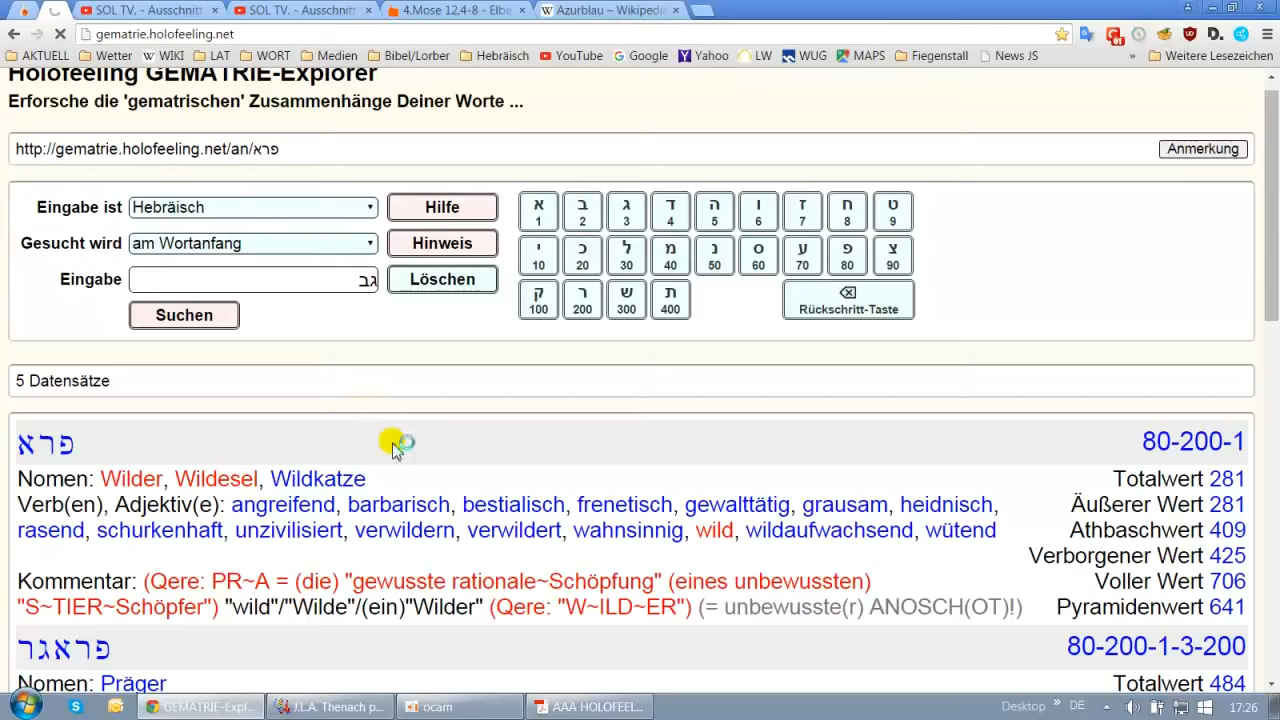 SOL TV. - Ausschnitt
SOL TV. - Ausschnitt
4.Mose 12,4-8 - Elbe
Azurblau – Wikipedia
gematrie.holofeeling.net
AKTUELL Wetter WIKI LAT WORT Medien Bibel/Lorber Hebräisch YouTube Google Yahoo LW WUG MAPS Fiegenstall News JS » Weitere Lesezeichen
Holofeeling GEMATRIE-Explorer
Erforsche die 'gematrischen' Zusammenhänge Deiner Worte ...
http://gematrie.holofeeling.net/an/פרא Anmerkung
Eingabe ist Hebräisch Hilfe
Gesucht wird am Wortanfang Hinweis
Eingabe גב Löschen
Suchen
א ב ג ד ה ו ז ח ט
1 2 3 4 5 6 7 8 9
י כ ל מ נ ס ע פ צ
10 20 30 40 50 60 70 80 90
ק ר ש ת
100 200 300 400 Rückschritt-Taste
5 Datensätze
פרא 80-200-1
Nomen: Wilder, Wildesel, Wildkatze Totalwert 281
Verb(en), Adjektiv(e): angreifend, barbarisch, bestialisch, frenetisch, gewalttätig, grausam, heidnisch, Äußerer Wert 281
rasend, schurkenhaft, unzivilisiert, verwildern, verwildert, wahnsinnig, wild, wildaufwachsend, wütend Athbaschwert 409
Verborgener Wert 425
Kommentar: (Qere: PR~A = (die) "gewusste rationale~Schöpfung" (eines unbewussten) Voller Wert 706
"S~TIER~Schöpfer") "wild"/"Wilde"/(ein)"Wilder" (Qere: "W~ILD~ER") (= unbewusste(r) ANOSCH(OT)!) Pyramidenwert 641
פראגר 80-200-1-3-200
Nomen: Präger Totalwert 484
GEMATRIE-Expl... J.L.A. Thenach p... ocam AAA HOLOFEEL... Desktop » DE 17:26